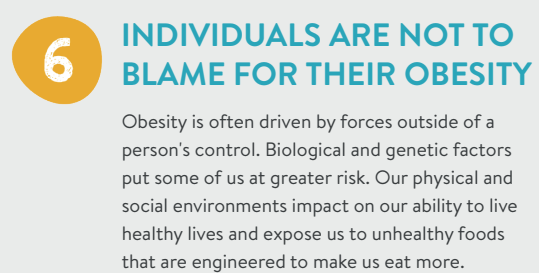 6
INDIVIDUALS ARE NOT TO
BLAME FOR THEIR OBESITY
Obesity is often driven by forces outside of a
person's control. Biological and genetic factors
put some of us at greater risk. Our physical and
social environments impact on our ability to live
healthy lives and expose us to unhealthy foods
that are engineered to make us eat more.